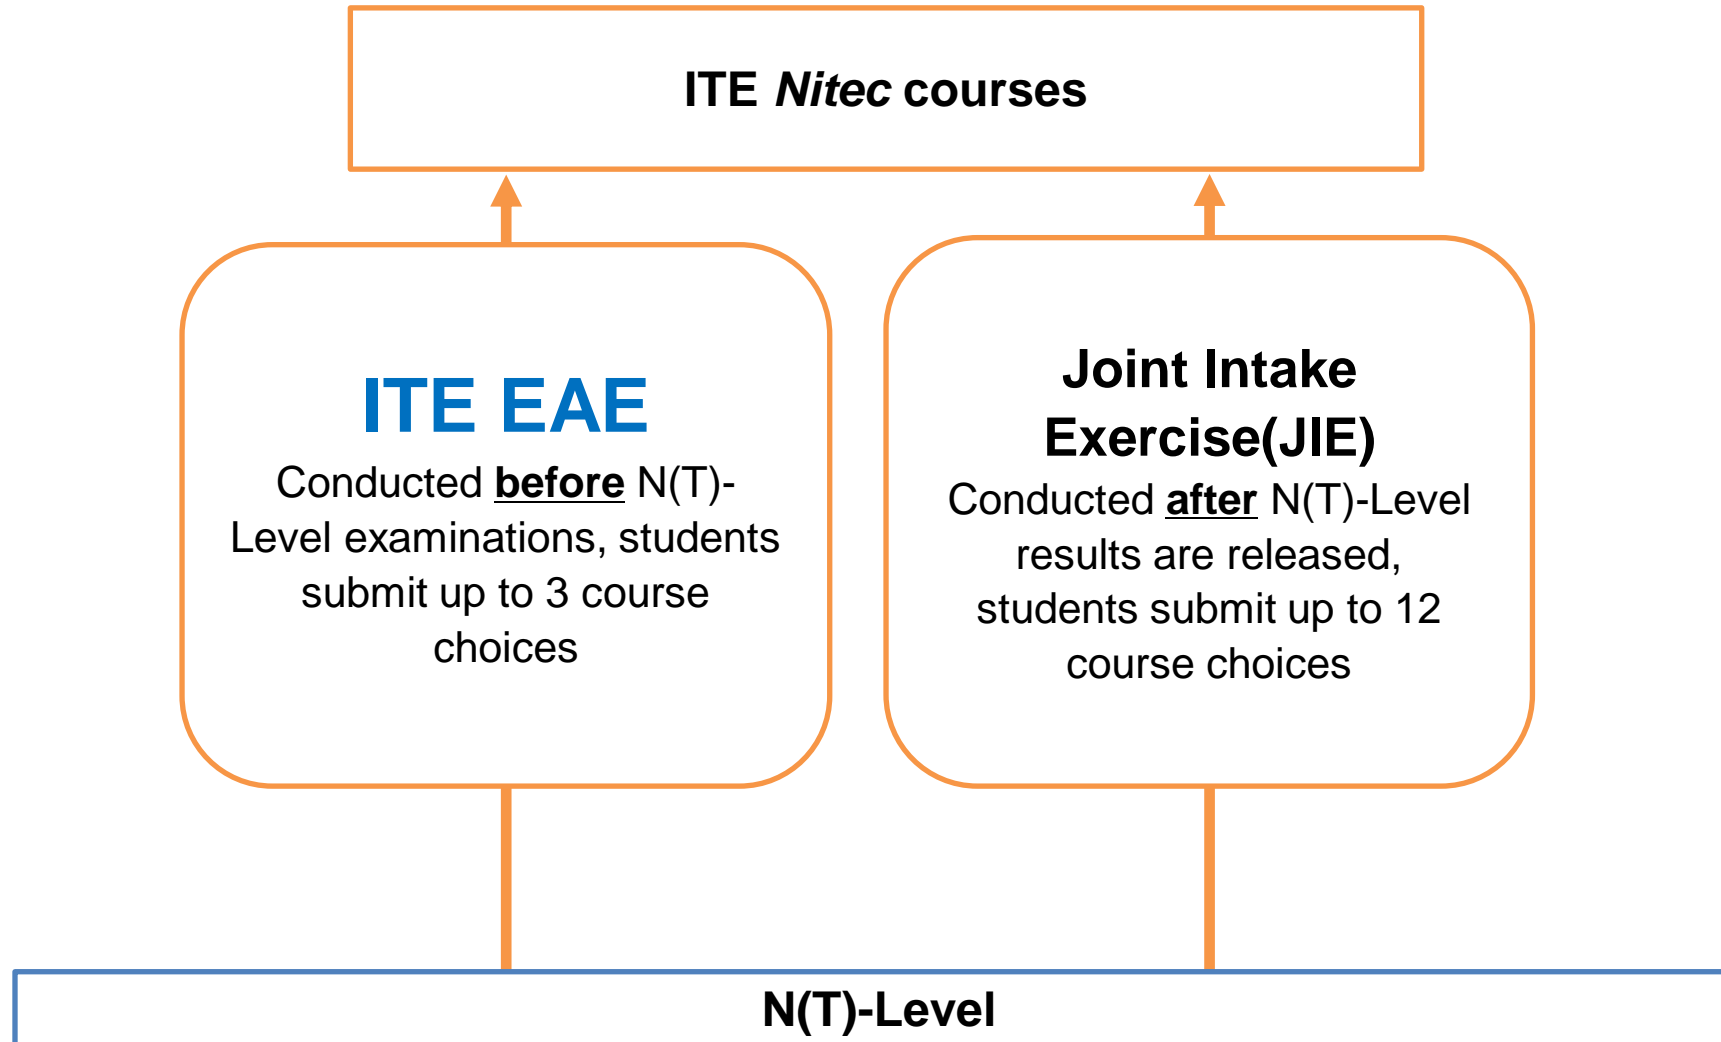 ITE Nitec courses
ITE EAE
Conducted before N(T)-
Level examinations, students
submit up to 3 course
choices
Joint Intake
Exercise(JIE)
Conducted after N(T)-Level
results are released,
students submit up to 12
course choices
N(T)-Level